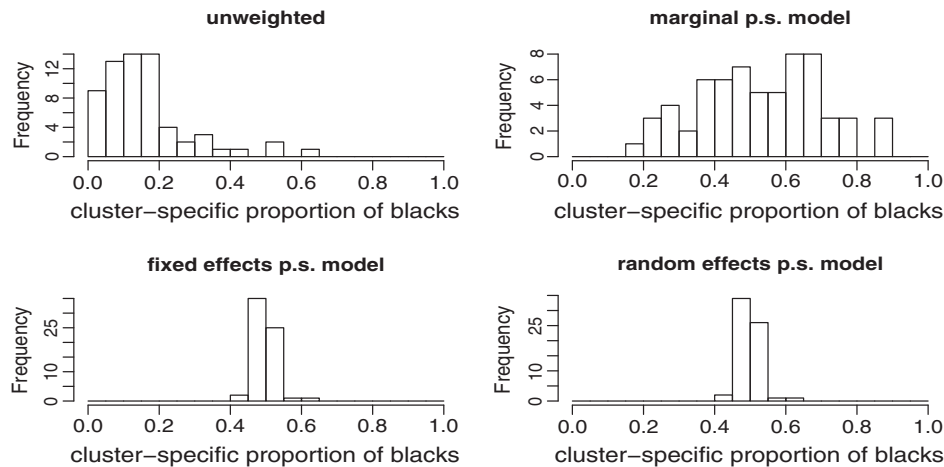 unweighted
Frequency
0 4 8 12
0.0 0.2 0.4 0.6 0.8 1.0
cluster−specific proportion of blacks
marginal p.s. model
Frequency
0 2 4 6 8
0.0 0.2 0.4 0.6 0.8 1.0
cluster−specific proportion of blacks
fixed effects p.s. model
Frequency
0 10 25
0.0 0.2 0.4 0.6 0.8 1.0
cluster−specific proportion of blacks
random effects p.s. model
Frequency
0 10 25
0.0 0.2 0.4 0.6 0.8 1.0
cluster−specific proportion of blacks